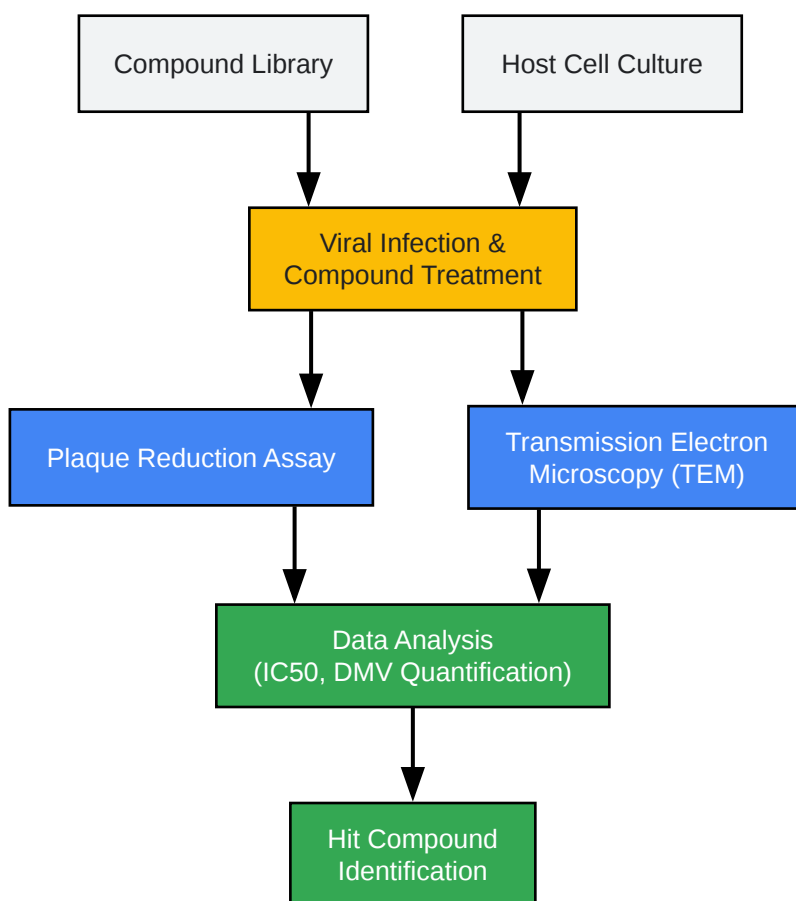 Compound Library
Host Cell Culture
Viral Infection &
Compound Treatment
Plaque Reduction Assay
Transmission Electron
Microscopy (TEM)
Data Analysis
(IC50, DMV Quantification)
Hit Compound
Identification